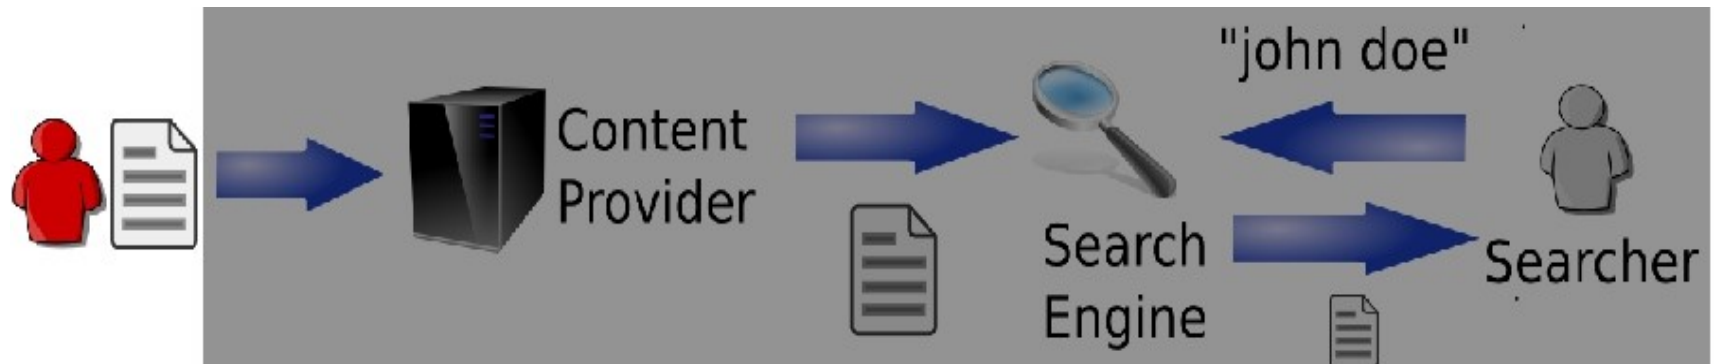 "john doe"
Content
Provider
Search
Engine
Searcher